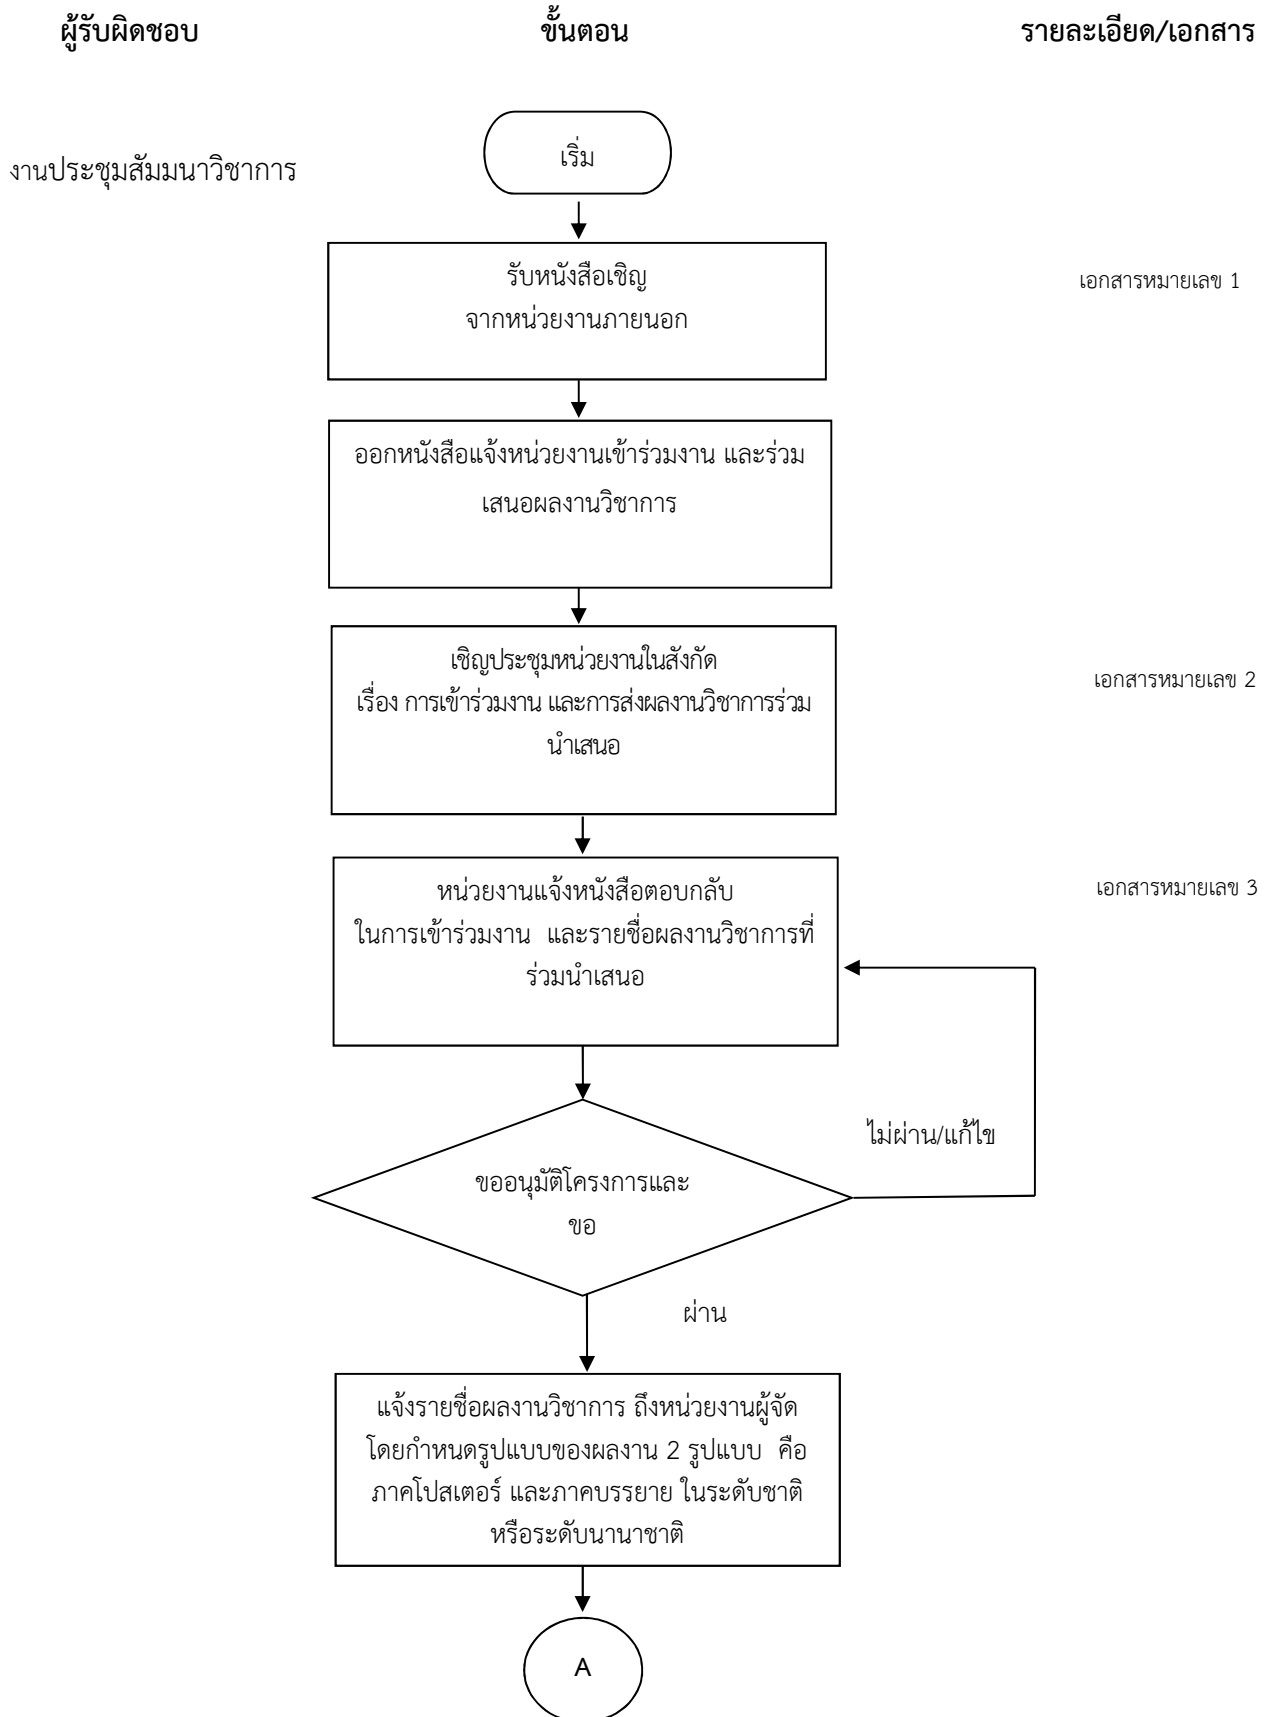 ผู้รับผิดชอบ ขั้นตอน รายละเอียด/เอกสาร
เริ่ม
งานประชุมสัมมนาวิชาการ
รับหนังสือเชิญ
เอกสารหมายเลข 1
จากหน่วยงานภายนอก
ออกหนังสือแจ้งหน่วยงานเข้าร่วมงาน และร่วม
เสนอผลงานวิชาการ
เชิญประชุมหน่วยงานในสังกัด
เอกสารหมายเลข 2
เรื่อง การเข้าร่วมงาน และการส่งผลงานวิชาการร่วม
นำเสนอ
หน่วยงานแจ้งหนังสือตอบกลับ
เอกสารหมายเลข 3
ในการเข้าร่วมงาน และรายชื่อผลงานวิชาการที่
ร่วมนำเสนอ
ไม่ผ่าน/แก้ไข
ขออนุมัติโครงการและ
ขอ
ผ่าน
แจ้งรายชื่อผลงานวิชาการ ถึงหน่วยงานผู้จัด
โดยกำหนดรูปแบบของผลงาน 2 รูปแบบ คือ
ภาคโปสเตอร์ และภาคบรรยาย ในระดับชาติ
หรือระดับนานาชาติ
A